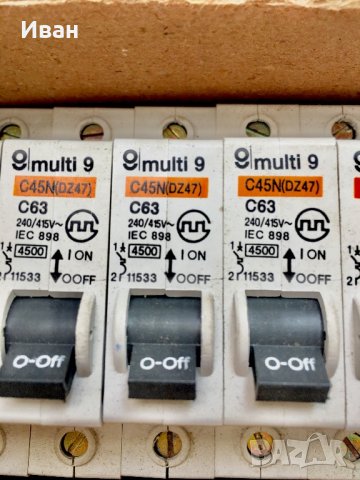 Иван
multi 9 multi 9 multi 9
C45N(DZ47) C45N(DZ47) C45N(DZ47)
C63 C63 C63
240/415V~ 240/415V~ 240/415V~
IEC 898 IEC 898 IEC 898
1 4500 I ON 1 4500 I ON 1 4500 I ON
2 11533 O OFF 2 11533 O OFF 2 11533 O OFF
O-Off O-Off O-Off
BAZAR